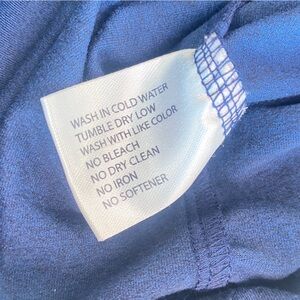 WASH IN COLD WATER
TUMBLE DRY LOW
WASH WITH LIKE COLOR
NO BLEACH
NO DRY CLEAN
NO IRON
NO SOFTENER